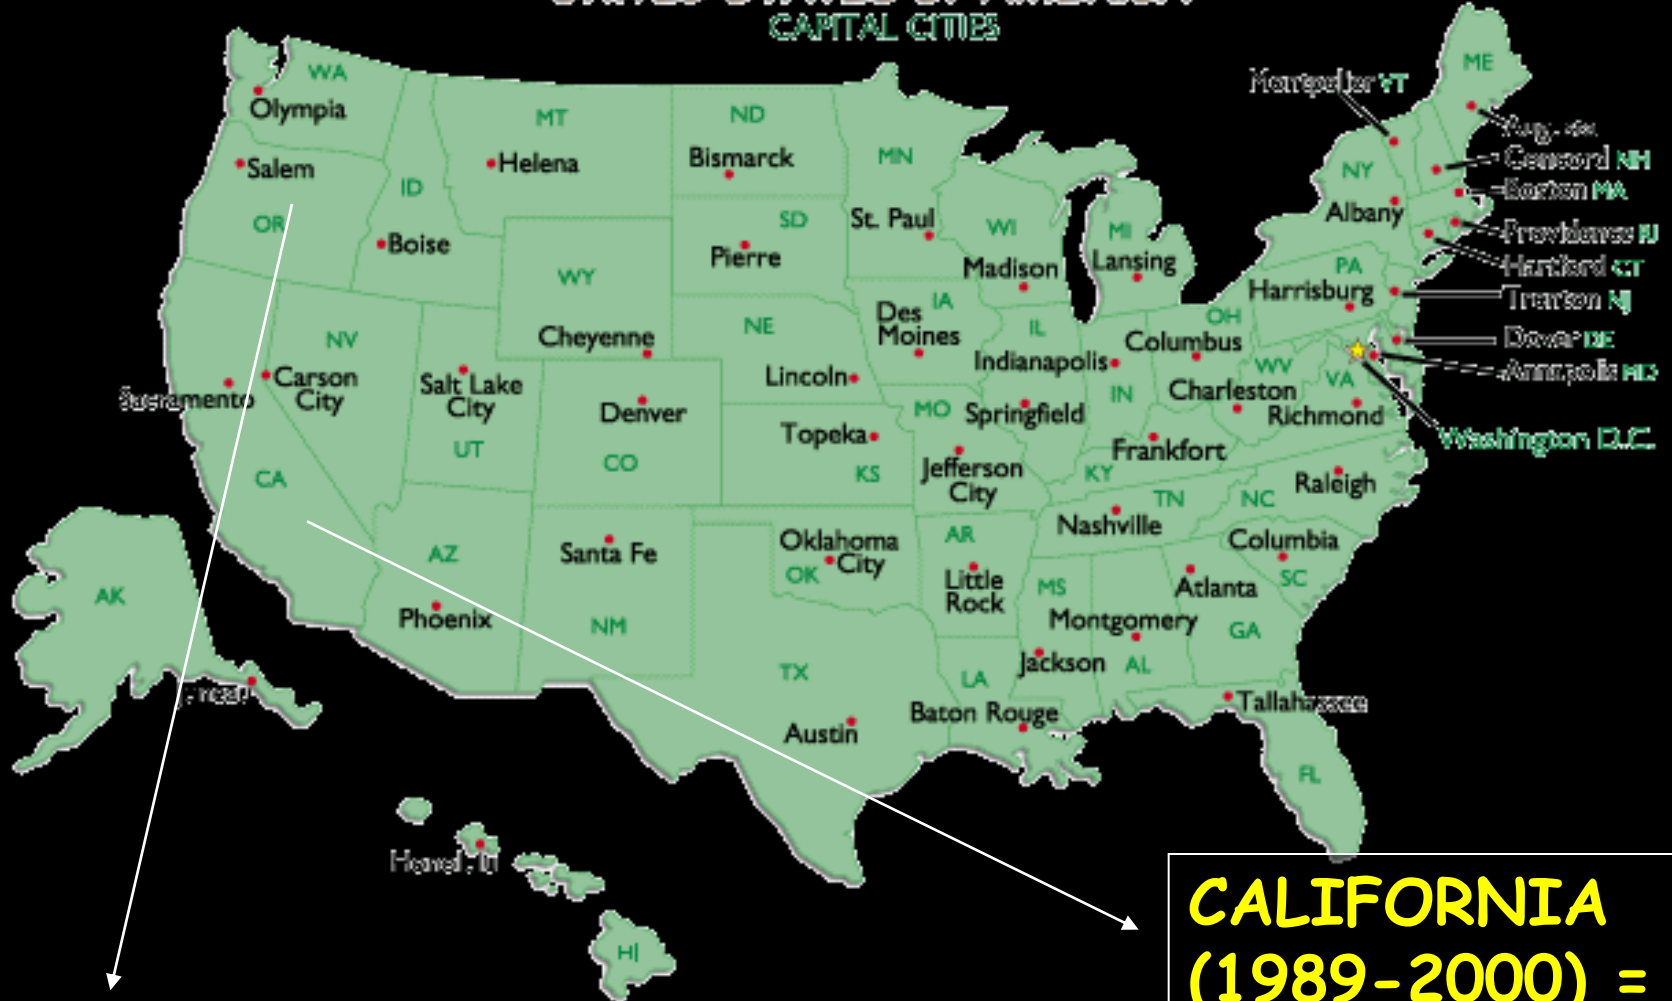 CAPITAL CITIES
WA
Olympia
Salem
OR
ID
Boise
MT
Helena
ND
Bismarck
SD
Pierre
WY
Cheyenne
NE
Lincoln
MN
St. Paul
WI
Madison
MI
Lansing
IA
Des
Moines
IL
Springfield
Indianapolis
IN
OH
Columbus
NY
Albany
PA
Harrisburg
Montpelier VT
ME
Concord NH
Boston MA
Providence RI
Hartford CT
Trenton NJ
Dover DE
Annapolis MD
Washington D.C.
WV
Charleston
VA
Richmond
NV
Carson
City
Sacramento
CA
Salt Lake
City
UT
Denver
CO
Topeka
KS
MO
Jefferson
City
Frankfort
KY
TN
Nashville
NC
Raleigh
Columbia
SC
AZ
Phoenix
Santa Fe
NM
Oklahoma
City
OK
AR
Little
Rock
MS
Jackson
Montgomery
AL
Atlanta
GA
TX
Austin
LA
Baton Rouge
Tallahassee
FL
AK
HI
CALIFORNIA
(1989-2000) =